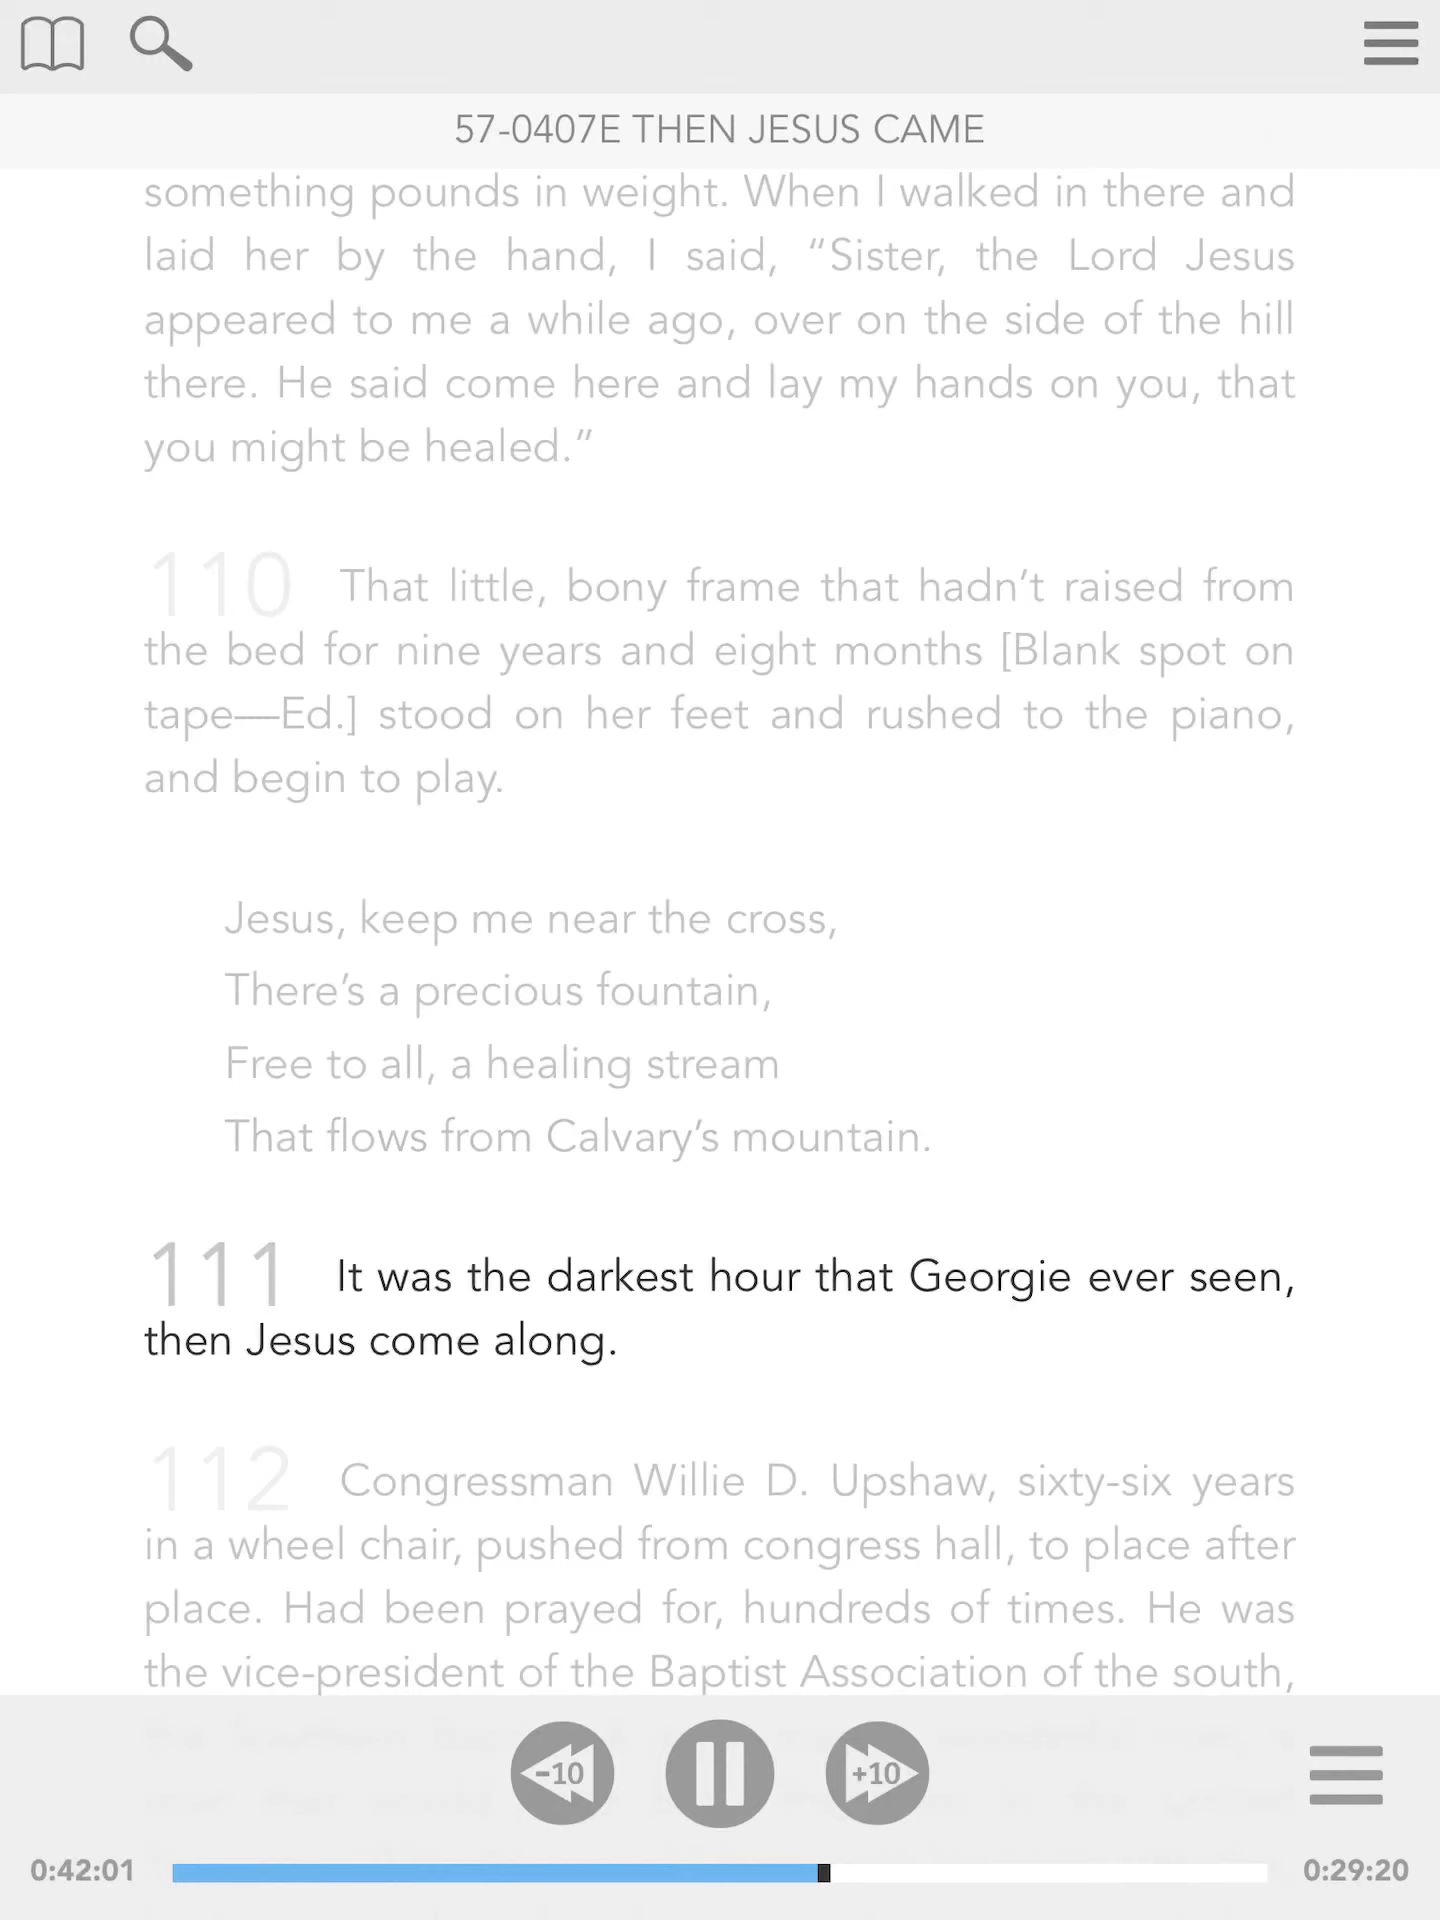 57-0407E THEN JESUS CAME
something pounds in weight. When I walked in there and
laid her by the hand, I said, “Sister, the Lord Jesus
appeared to me a while ago, over on the side of the hill
there. He said come here and lay my hands on you, that
you might be healed.”
110 That little, bony frame that hadn’t raised from
the bed for nine years and eight months [Blank spot on
tape—Ed.] stood on her feet and rushed to the piano,
and begin to play.
Jesus, keep me near the cross,
There’s a precious fountain,
Free to all, a healing stream
That flows from Calvary’s mountain.
111 It was the darkest hour that Georgie ever seen,
then Jesus come along.
112 Congressman Willie D. Upshaw, sixty-six years
in a wheel chair, pushed from congress hall, to place after
place. Had been prayed for, hundreds of times. He was
the vice-president of the Baptist Association of the south,
-10 +10
0:42:01 0:29:20